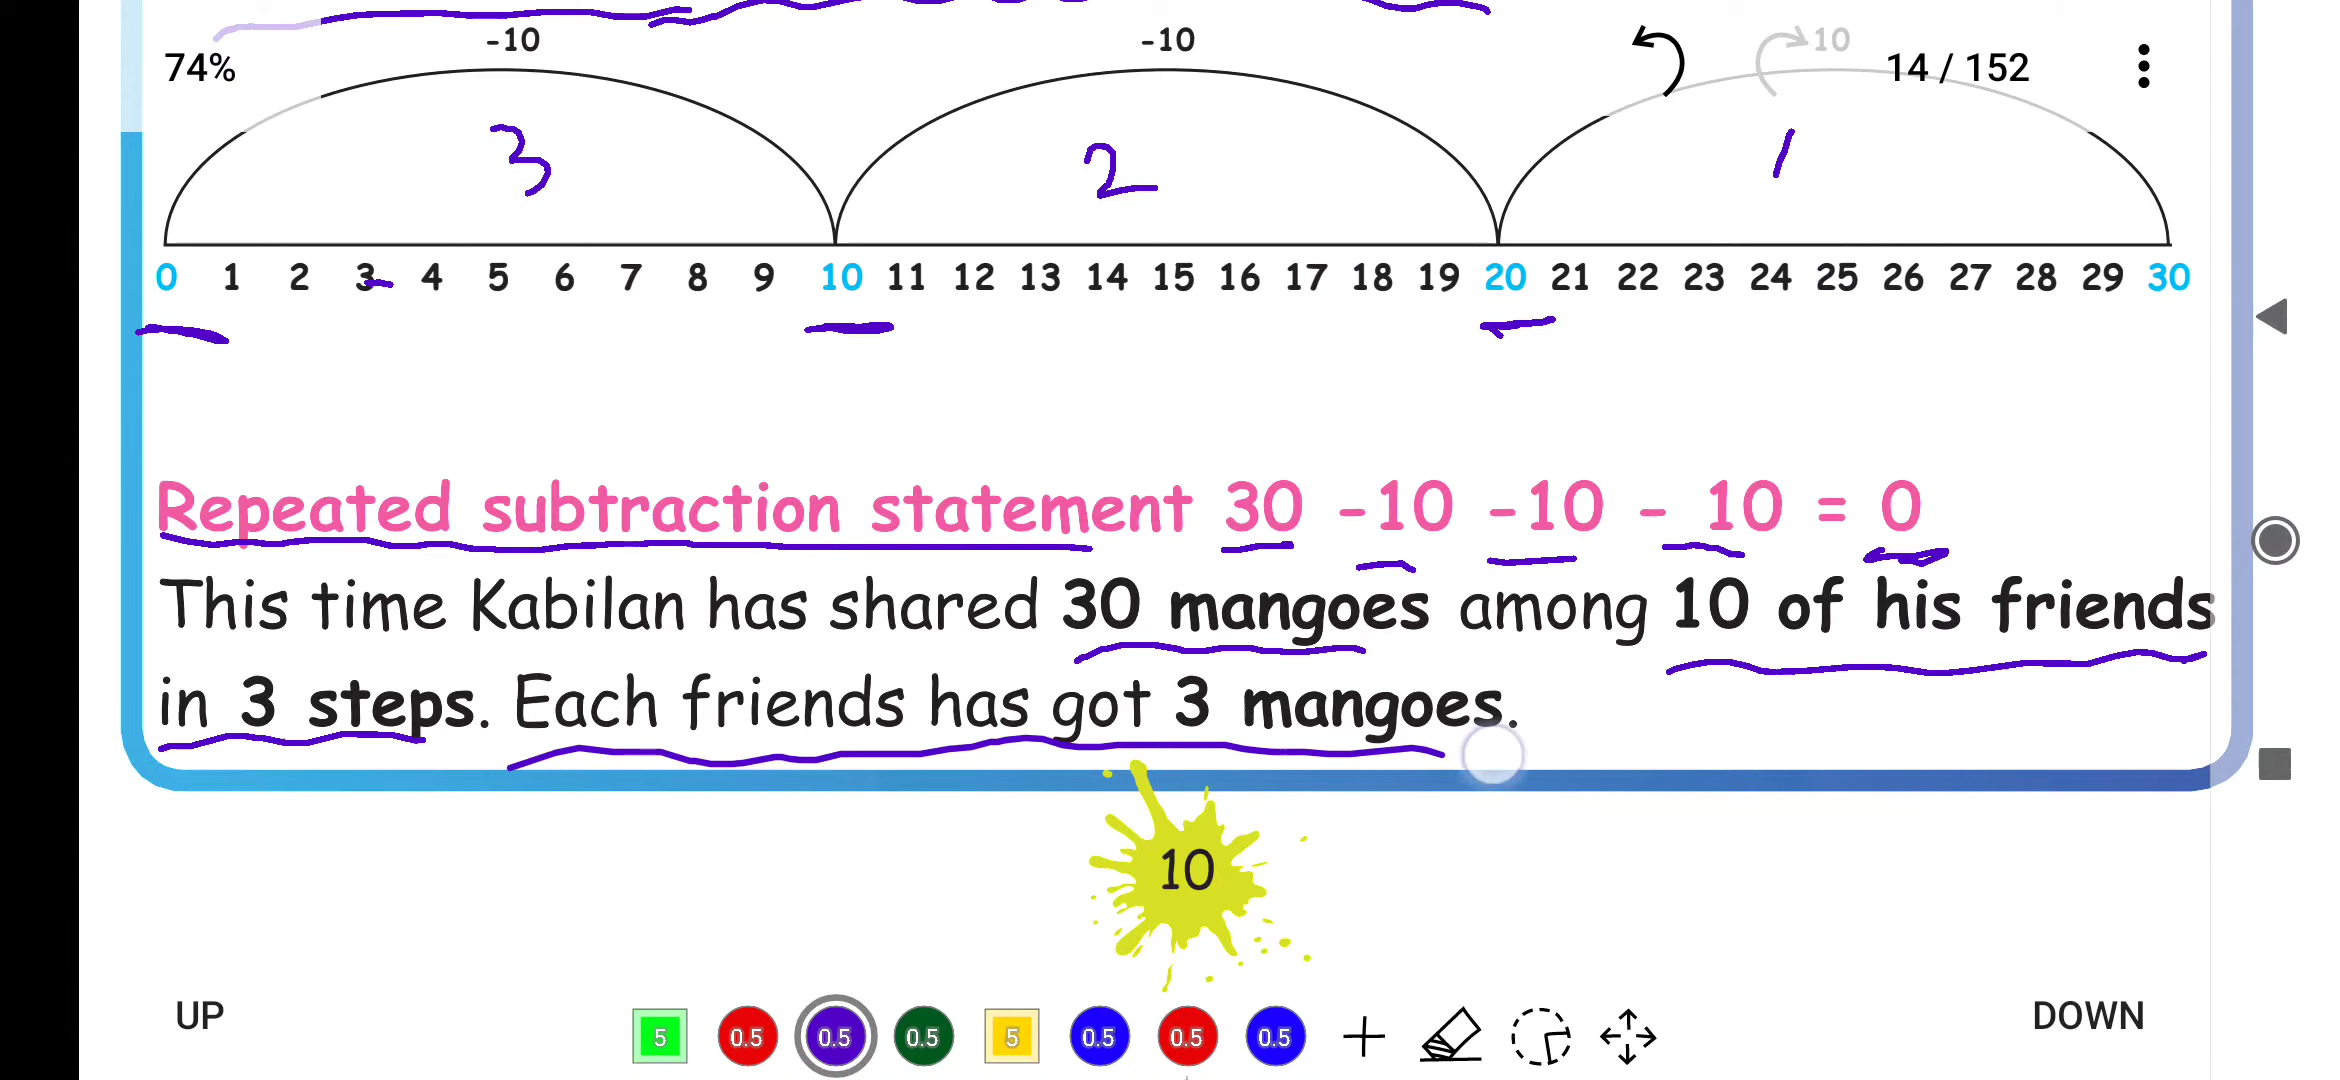 -10 -10 10
74% 14 / 152
3 2 1
0 1 2 3 4 5 6 7 8 9 10 11 12 13 14 15 16 17 18 19 20 21 22 23 24 25 26 27 28 29 30
Repeated subtraction statement 30 -10 -10 - 10 = 0
This time Kabilan has shared 30 mangoes among 10 of his friends
in 3 steps. Each friends has got 3 mangoes.
10
UP DOWN
5 0.5 0.5 0.5 5 0.5 0.5 0.5